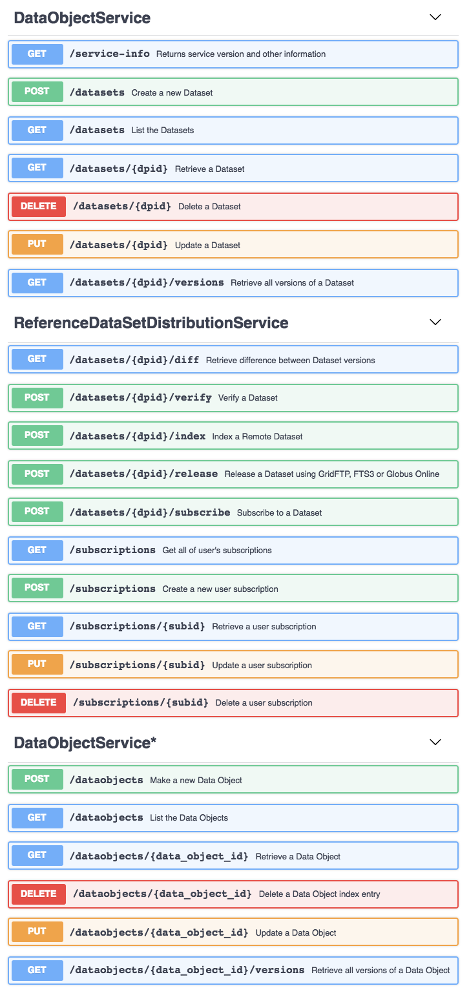 DataObjectService
GET /service-info Returns service version and other information
POST /datasets Create a new Dataset
GET /datasets List the Datasets
GET /datasets/{dpid} Retrieve a Dataset
DELETE /datasets/{dpid} Delete a Dataset
PUT /datasets/{dpid} Update a Dataset
GET /datasets/{dpid}/versions Retrieve all versions of a Dataset
ReferenceDataSetDistributionService
GET /datasets/{dpid}/diff Retrieve difference between Dataset versions
POST /datasets/{dpid}/verify Verify a Dataset
POST /datasets/{dpid}/index Index a Remote Dataset
POST /datasets/{dpid}/release Release a Dataset using GridFTP, FTS3 or Globus Online
POST /datasets/{dpid}/subscribe Subscribe to a Dataset
GET /subscriptions Get all of user's subscriptions
POST /subscriptions Create a new user subscription
GET /subscriptions/{subid} Retrieve a user subscription
PUT /subscriptions/{subid} Update a user subscription
DELETE /subscriptions/{subid} Delete a user subscription
DataObjectService*
POST /dataobjects Make a new Data Object
GET /dataobjects List the Data Objects
GET /dataobjects/{data_object_id} Retrieve a Data Object
DELETE /dataobjects/{data_object_id} Delete a Data Object index entry
PUT /dataobjects/{data_object_id} Update a Data Object
GET /dataobjects/{data_object_id}/versions Retrieve all versions of a Data Object